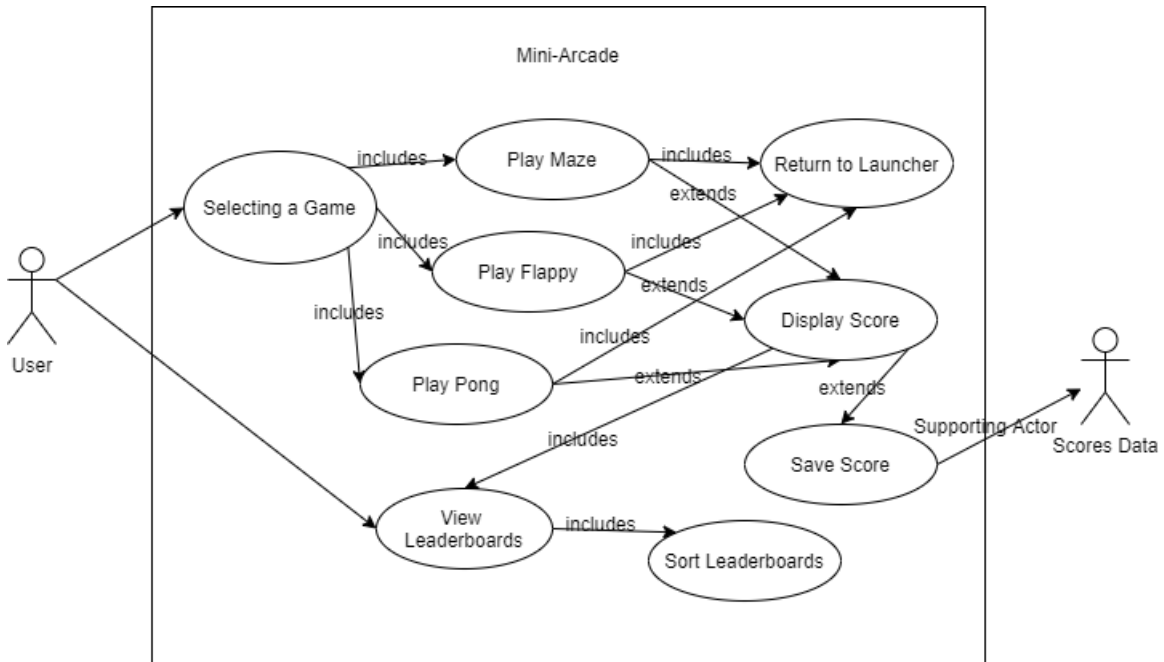 Mini-Arcade
includes
Play Maze
includes
Return to Launcher
Selecting a Game
extends
includes
includes
Play Flappy
extends
includes
includes
Display Score
User
Play Pong
extends
extends
Supporting Actor
Scores Data
includes
Save Score
View
Leaderboards
includes
Sort Leaderboards